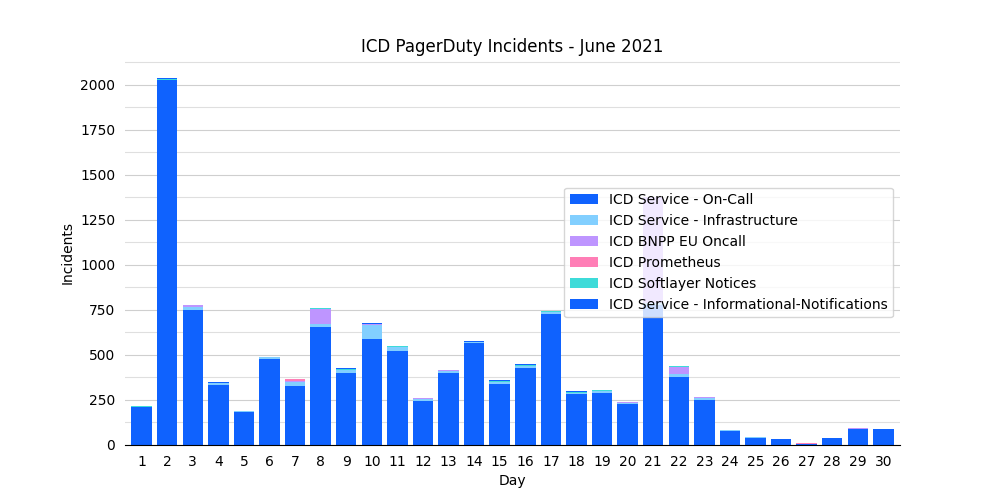 ICD PagerDuty Incidents - June 2021
2000
1750
1500
1250
1000
750
500
250
0
Incidents
ICD Service - On-Call
ICD Service - Infrastructure
ICD BNPP EU Oncall
ICD Prometheus
ICD Softlayer Notices
ICD Service - Informational-Notifications
1 2 3 4 5 6 7 8 9 10 11 12 13 14 15 16 17 18 19 20 21 22 23 24 25 26 27 28 29 30
Day